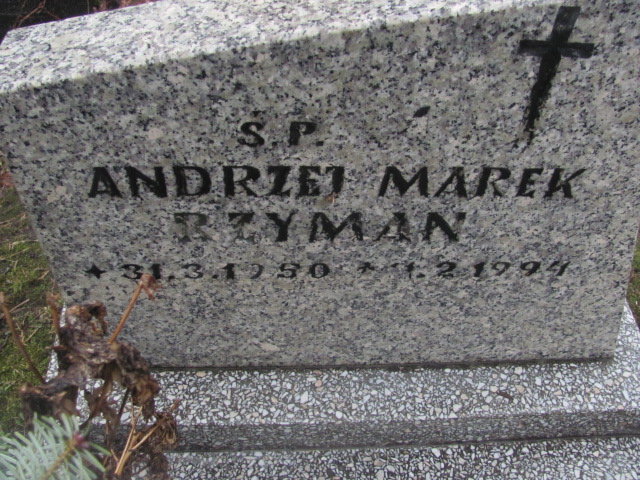 Ś.P.
ANDRZEJ MAREK
RZYMAN
★ 31.3.1950 ✝ 1.2.1994